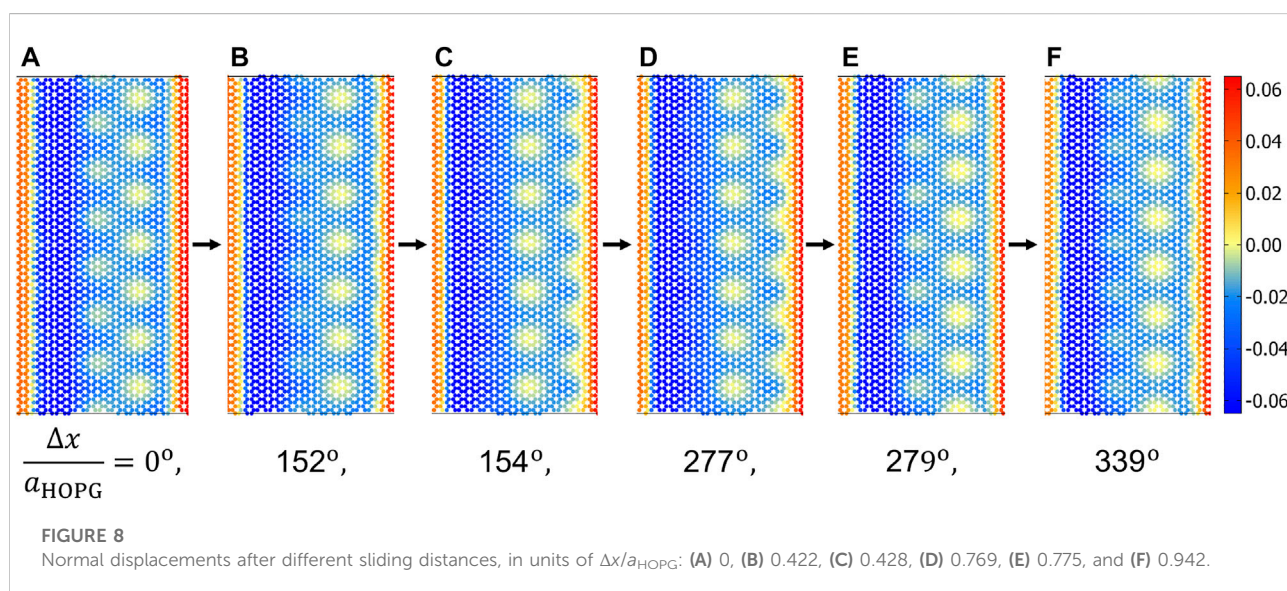 A B C D E F
0.06
0.04
0.02
0.00
-0.02
-0.04
-0.06
Δx/a_HOPG = 0°, 152°, 154°, 277°, 279°, 339°
FIGURE 8
Normal displacements after different sliding distances, in units of Δx/a_HOPG: (A) 0, (B) 0.422, (C) 0.428, (D) 0.769, (E) 0.775, and (F) 0.942.